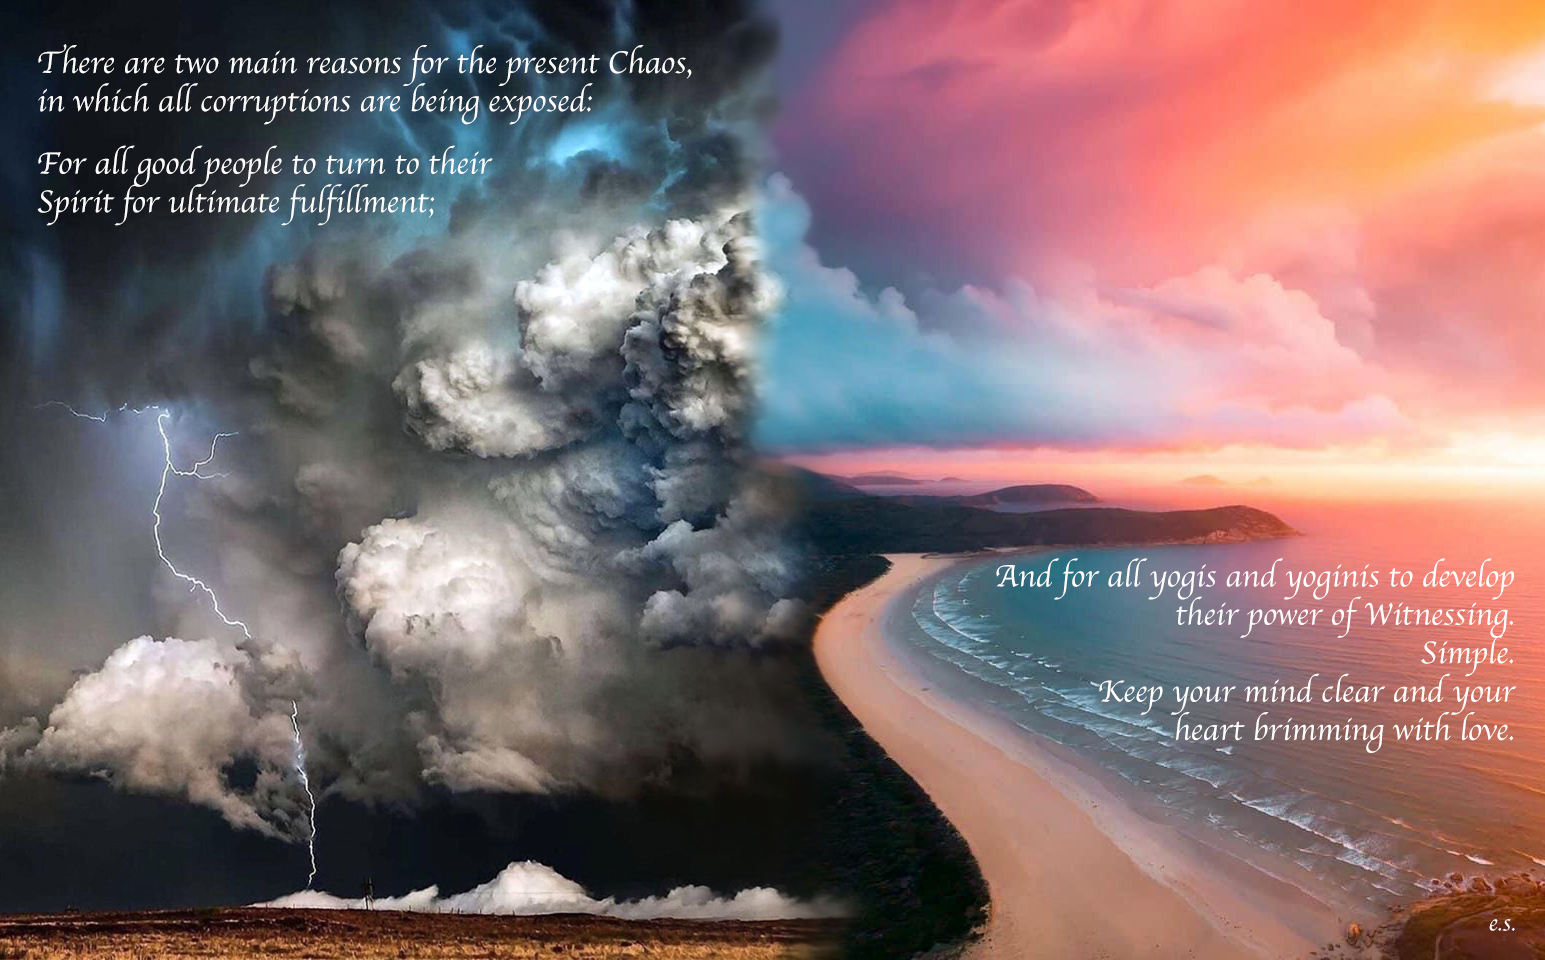 There are two main reasons for the present Chaos,
in which all corruptions are being exposed:
For all good people to turn to their
Spirit for ultimate fulfillment;
And for all yogis and yoginis to develop
their power of Witnessing.
Simple.
Keep your mind clear and your
heart brimming with love.
e.s.